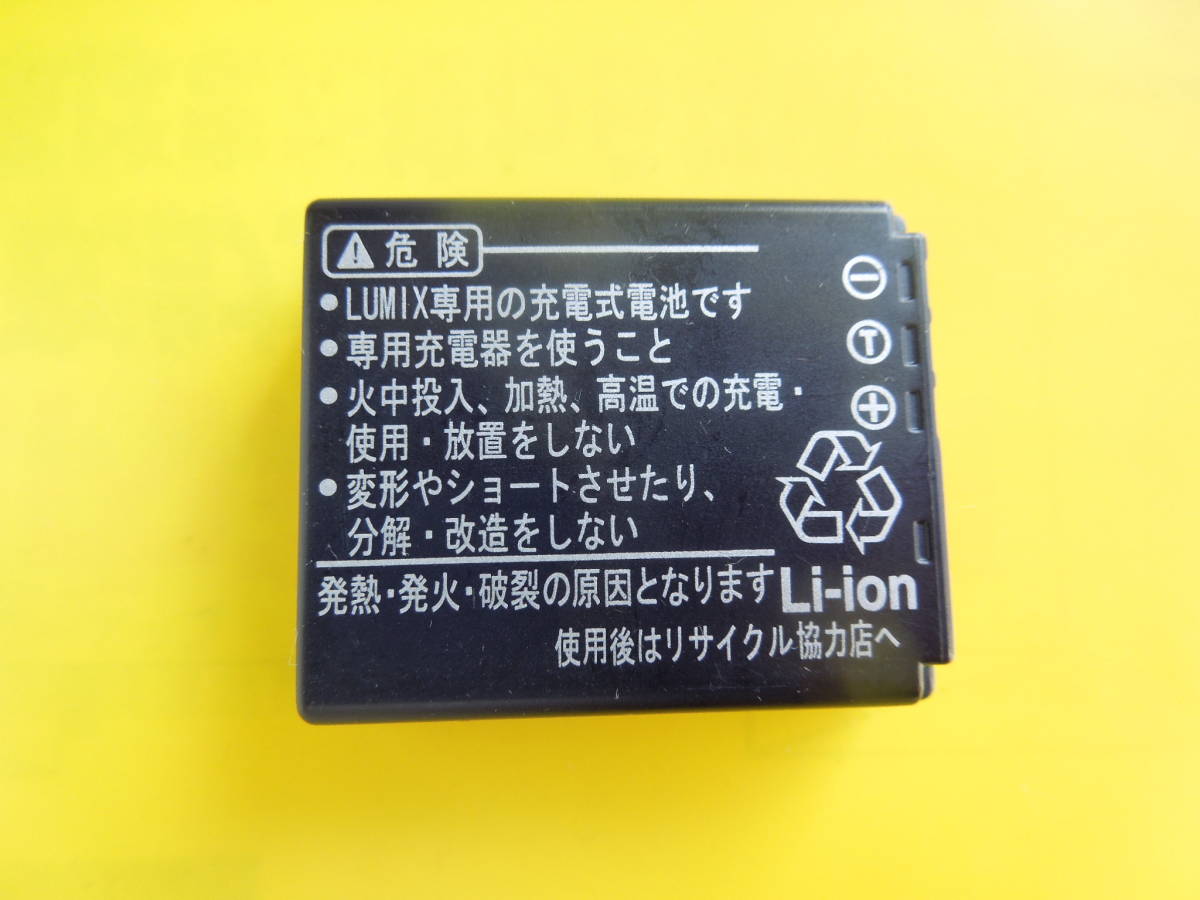 ⚠危険
•LUMIX専用の充電式電池です
•専用充電器を使うこと
•火中投入、加熱、高温での充電・
使用・放置をしない
•変形やショートさせたり、
分解・改造をしない
発熱・発火・破裂の原因となります
Li-ion
使用後はリサイクル協力店へ
⊖
T
⊕